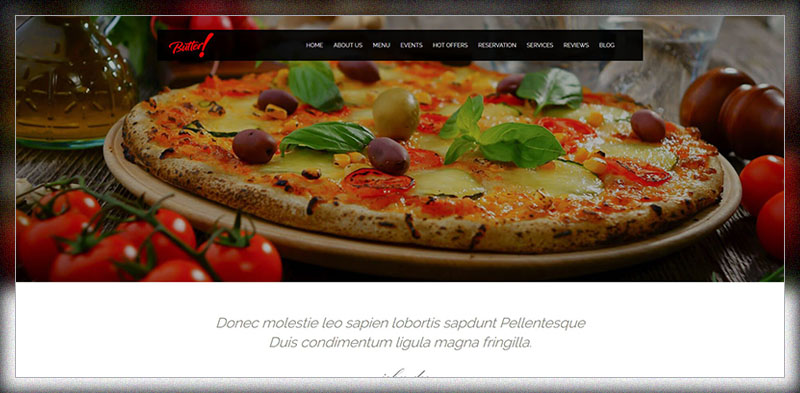 Butter!
HOME ABOUT US MENU EVENTS HOT OFFERS RESERVATION SERVICES REVIEWS BLOG
Donec molestie leo sapien lobortis sapdunt Pellentesque
Duis condimentum ligula magna fringilla.